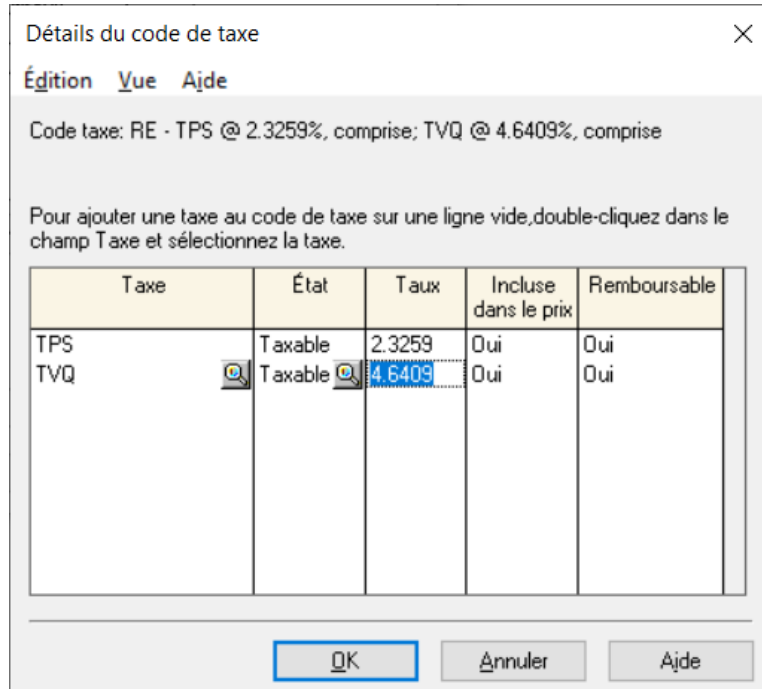 Détails du code de taxe
Édition Vue Aide
Code taxe: RE - TPS @ 2.3259%, comprise; TVQ @ 4.6409%, comprise
Pour ajouter une taxe au code de taxe sur une ligne vide,double-cliquez dans le
champ Taxe et sélectionnez la taxe.
Taxe État Taux Incluse dans le prix Remboursable
TPS Taxable 2.3259 Oui Oui
TVQ Taxable 4.6409 Oui Oui
OK Annuler Aide